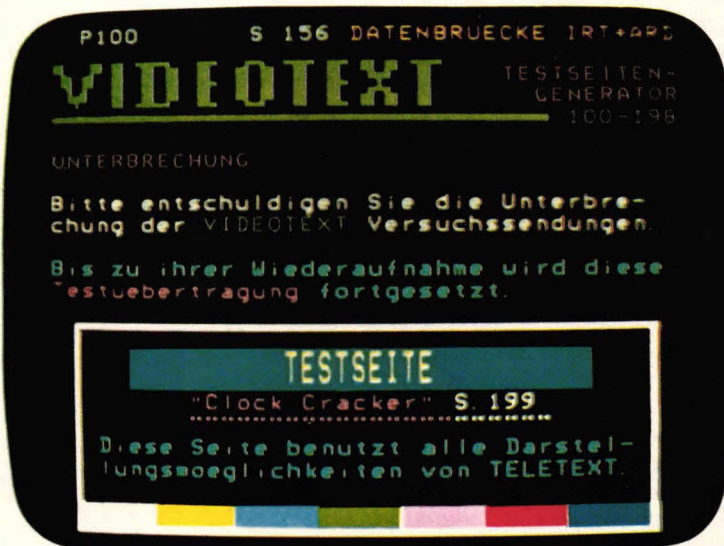 P100 S 156 DATENBRUECKE IRT+ARD
VIDEOTEXT
TESTSEITEN-
GENERATOR
100-198
UNTERBRECHUNG
Bitte entschuldigen Sie die Unterbre-
chung der VIDEOTEXT Versuchssendungen.
Bis zu ihrer Wiederaufnahme wird diese
Testuebertragung fortgesetzt.
TESTSEITE
"Clock Cracker" S. 199
Diese Seite benutzt alle Darstel-
lungsmoeglichkeiten von TELETEXT.